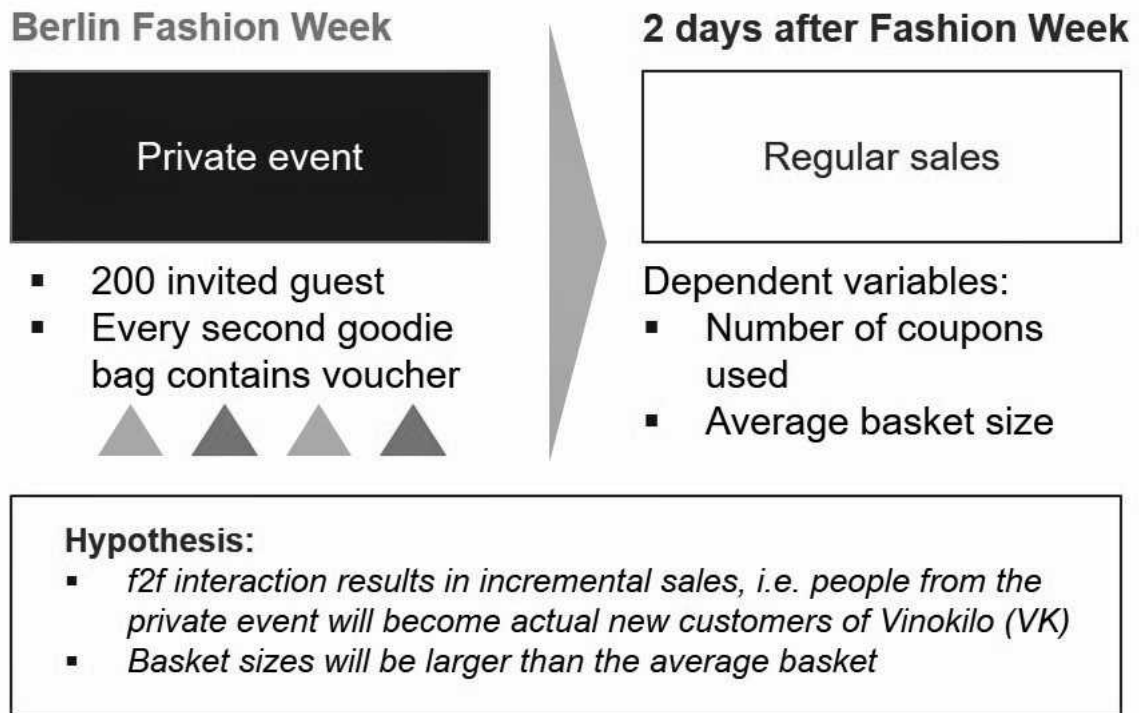 Berlin Fashion Week
Private event
▪ 200 invited guest
▪ Every second goodie
bag contains voucher
2 days after Fashion Week
Regular sales
Dependent variables:
▪ Number of coupons
used
▪ Average basket size
Hypothesis:
▪ f2f interaction results in incremental sales, i.e. people from the
private event will become actual new customers of Vinokilo (VK)
▪ Basket sizes will be larger than the average basket